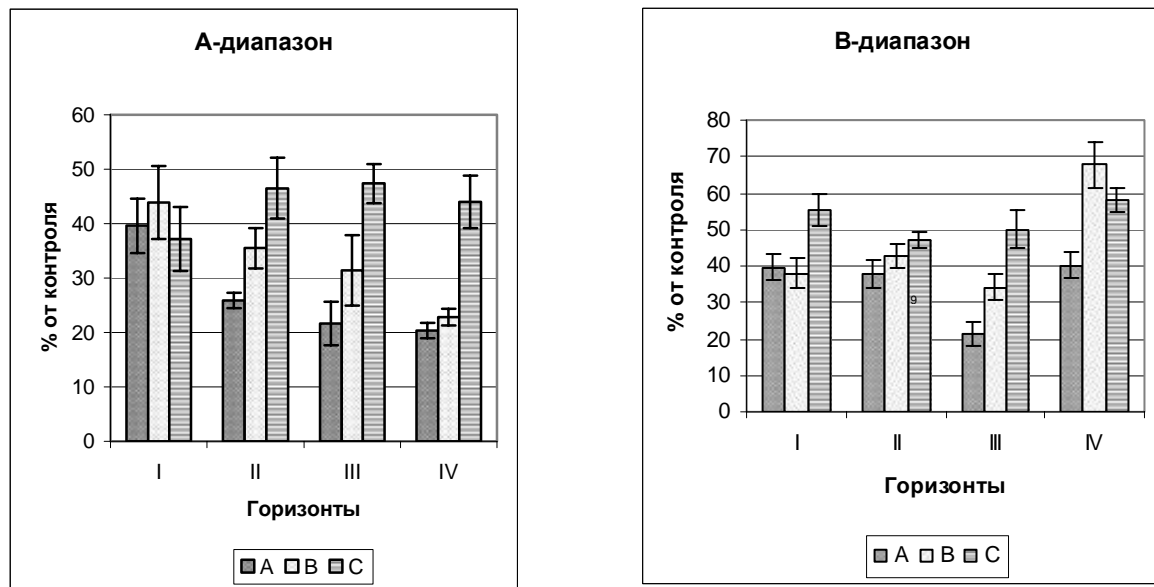 А-диапазон
% от контроля
60
50
40
30
20
10
0
I
II
III
IV
Горизонты
A
B
C
В-диапазон
% от контроля
80
70
60
50
40
30
20
10
0
9
I
II
III
IV
Горизонты
A
B
C